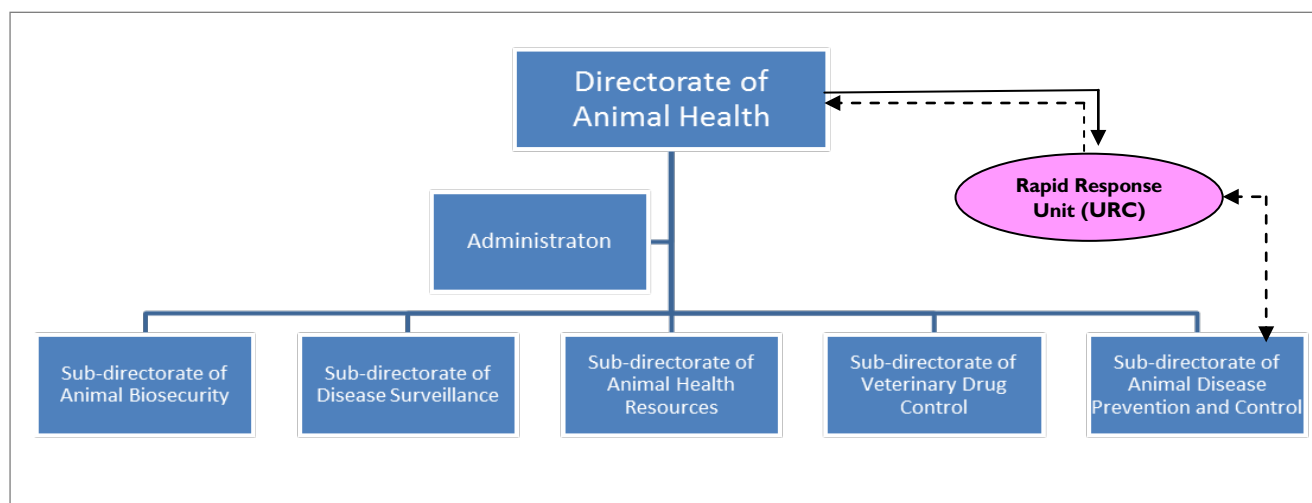 Directorate of
Animal Health
Rapid Response
Unit (URC)
Administraton
Sub-directorate of
Animal Biosecurity
Sub-directorate of
Disease Surveillance
Sub-directorate of
Animal Health
Resources
Sub-directorate of
Veterinary Drug
Control
Sub-directorate of
Animal Disease
Prevention and Control